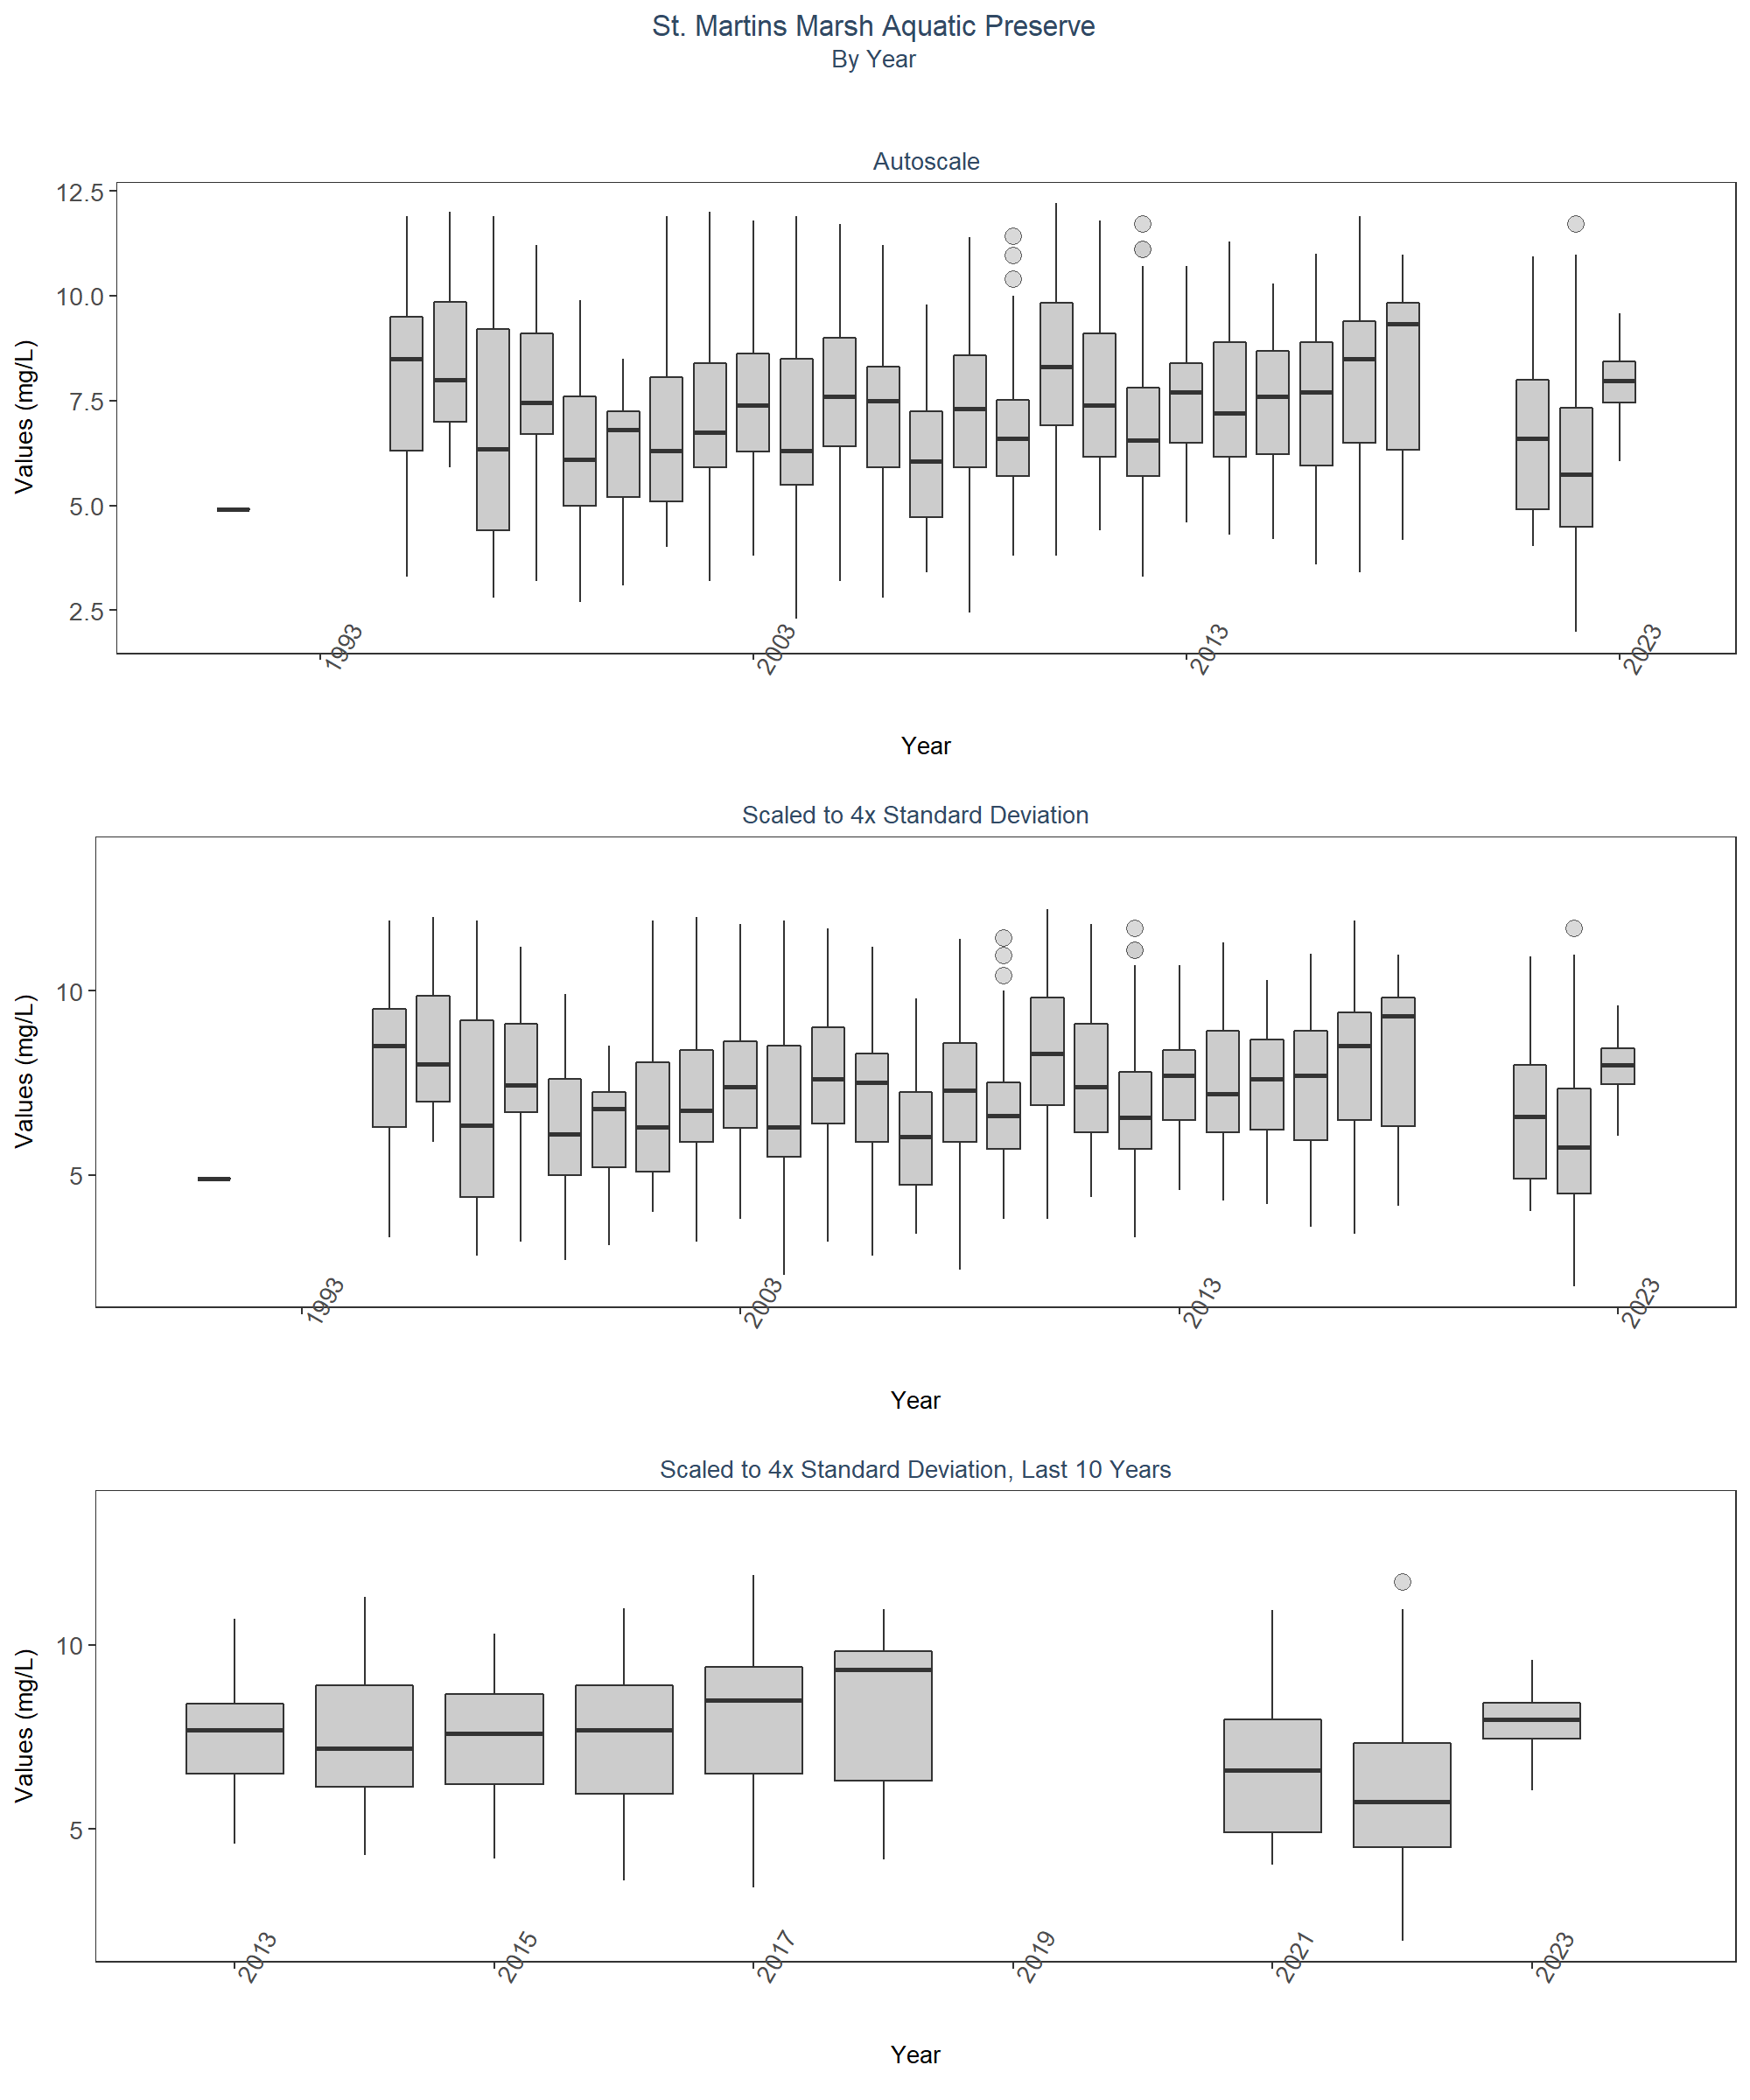 St. Martins Marsh Aquatic Preserve
By Year
Autoscale
Values (mg/L)
12.5
10.0
7.5
5.0
2.5
1993
2003
2013
2023
Year
Scaled to 4x Standard Deviation
Values (mg/L)
10
5
1993
2003
2013
2023
Year
Scaled to 4x Standard Deviation, Last 10 Years
Values (mg/L)
10
5
2013
2015
2017
2019
2021
2023
Year